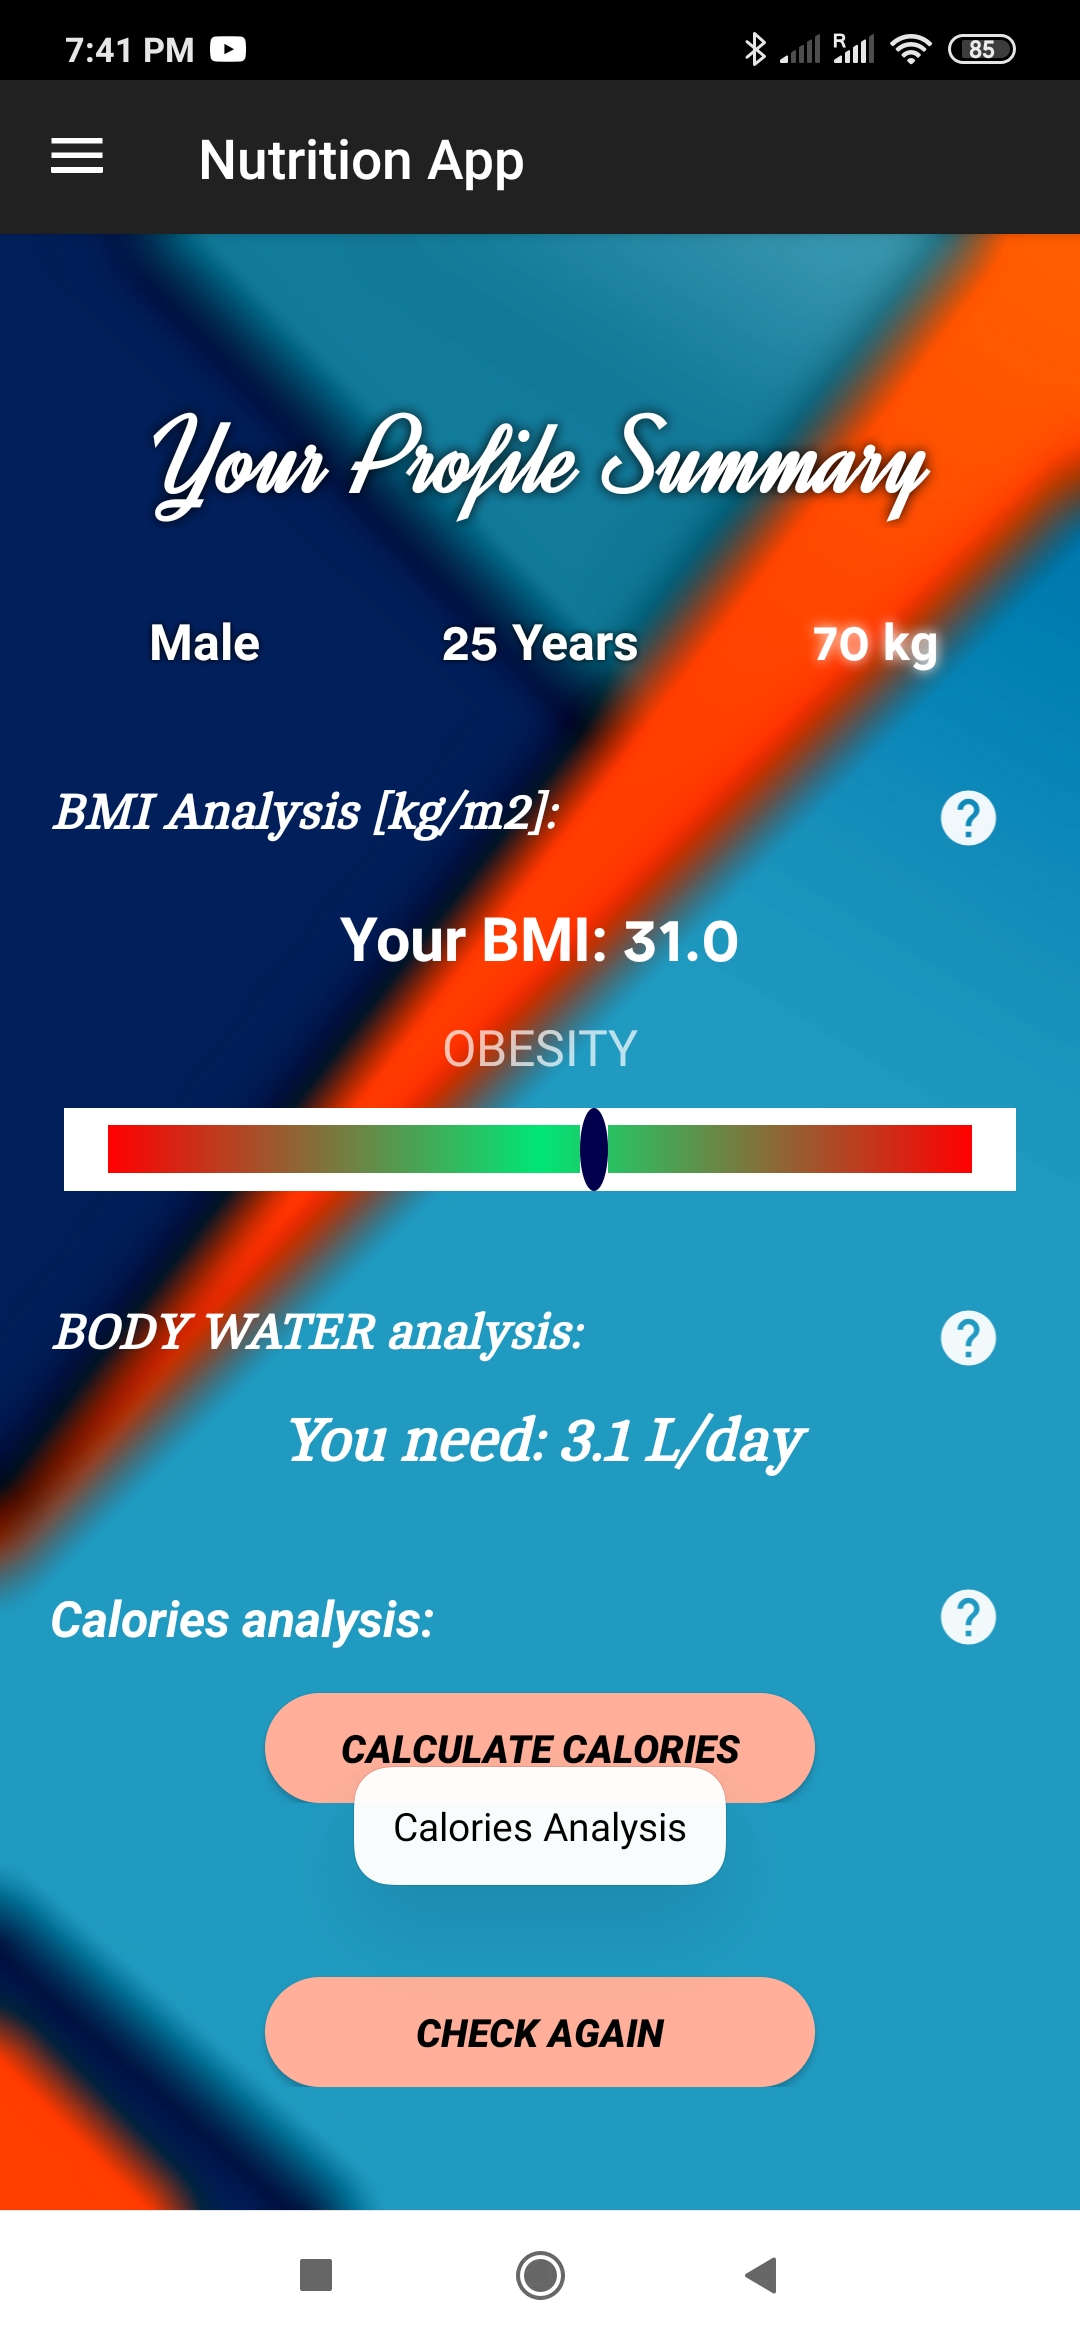 7:41 PM R 85
Nutrition App
Your Profile Summary
Male 25 Years 70 kg
BMI Analysis [kg/m2]: ?
Your BMI: 31.0
OBESITY
BODY WATER analysis: ?
You need: 3.1 L/day
Calories analysis: ?
CALCULATE CALORIES
Calories Analysis
CHECK AGAIN